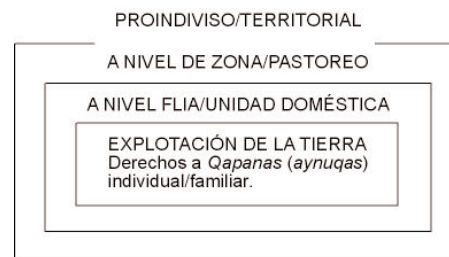 PROINDIVISO/TERRITORIAL
A NIVEL DE ZONA/PASTOREO
A NIVEL FLIA/UNIDAD DOMÉSTICA
EXPLOTACIÓN DE LA TIERRA
Derechos a Qapanas (aynuqas)
individual/familiar.